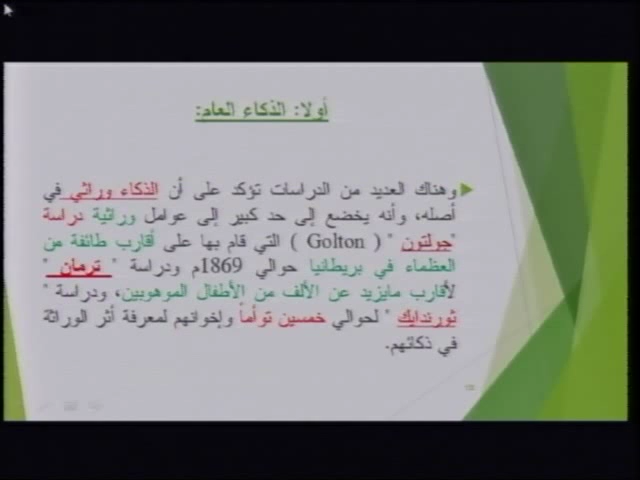 أولا: الذكاء العام:
وهناك العديد من الدراسات تؤكد على أن الذكاء وراثي في
أصله، وأنه يخضع إلى حد كبير إلى عوامل وراثية دراسة
"جولتون " ( Golton ) التي قام بها على أقارب طائفة من
العظماء في بريطانيا حوالي 1869م ودراسة " ترمان "
لأقارب مايزيد عن الألف من الأطفال الموهوبين، ودراسة "
ثورندايك " لحوالي خمسين توأماً وإخوانهم لمعرفة أثر الوراثة
في ذكائهم.